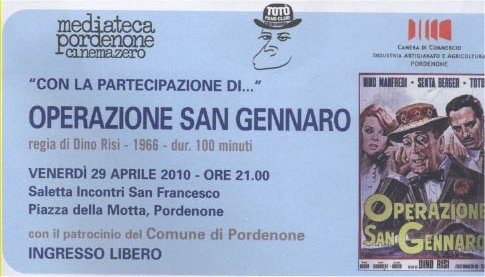 mediateca
pordenone
cinemazero
TOTÒ
FANS CLUB
CAMERA DI COMMERCIO
INDUSTRIA ARTIGIANATO E AGRICOLTURA
PORDENONE
"CON LA PARTECIPAZIONE DI..."
OPERAZIONE SAN GENNARO
regia di Dino Risi - 1966 - dur. 100 minuti
VENERDÌ 29 APRILE 2010 - ORE 21.00
Saletta Incontri San Francesco
Piazza della Motta, Pordenone
con il patrocinio del Comune di Pordenone
INGRESSO LIBERO
NINO MANFREDI - SENTA BERGER - TOTO
OPERAZIONE
SAN GENNARO
DINO RISI